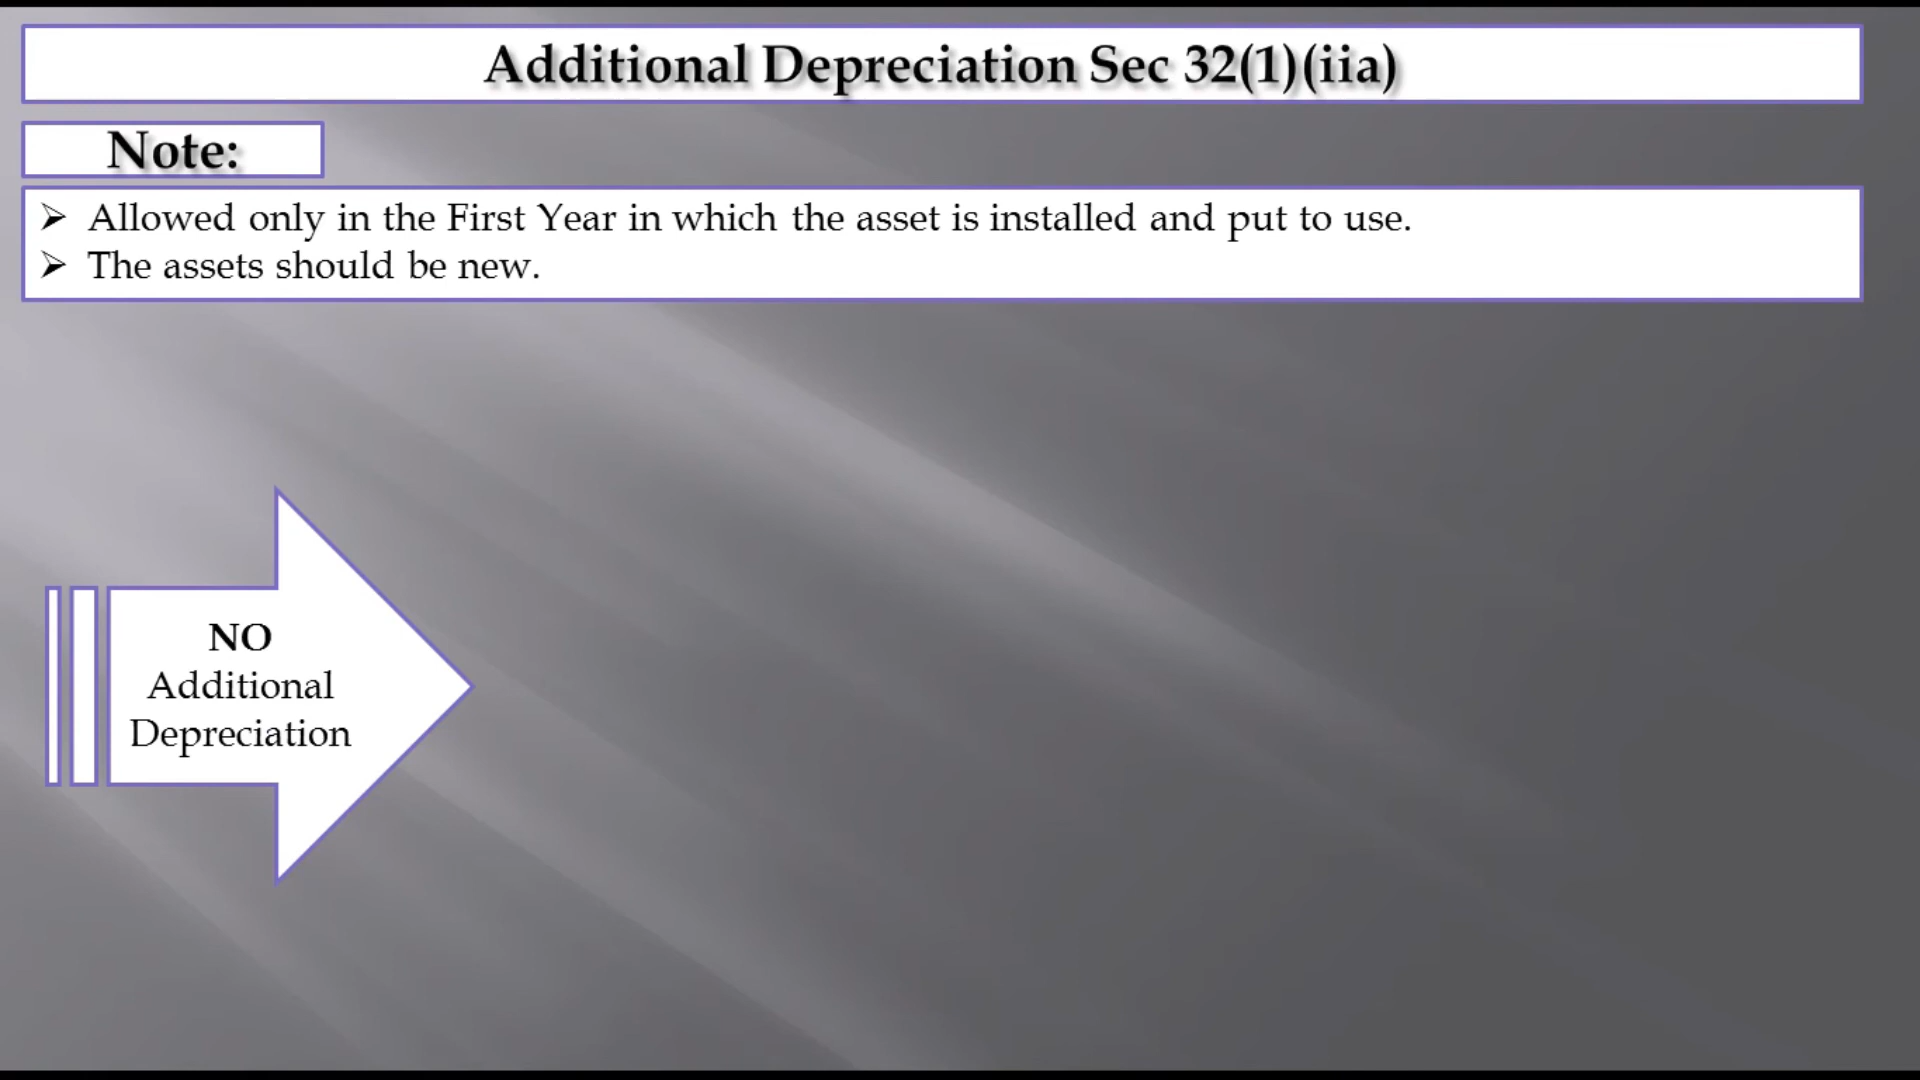 Additional Depreciation Sec 32(1)(iia)
Note:
➢ Allowed only in the First Year in which the asset is installed and put to use.
➢ The assets should be new.
NO
Additional
Depreciation